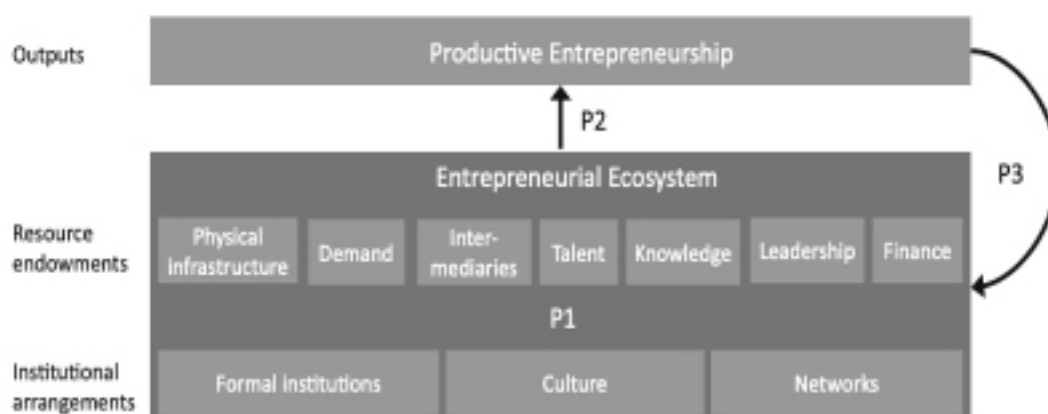 Outputs
Productive Entrepreneurship
P2
P3
Entrepreneurial Ecosystem
Resource
endowments
Physical
infrastructure
Demand
Inter-
mediaries
Talent
Knowledge
Leadership
Finance
P1
Institutional
arrangements
Formal institutions
Culture
Networks